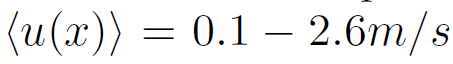 ⟨u(x)⟩ = 0.1 − 2.6m/s